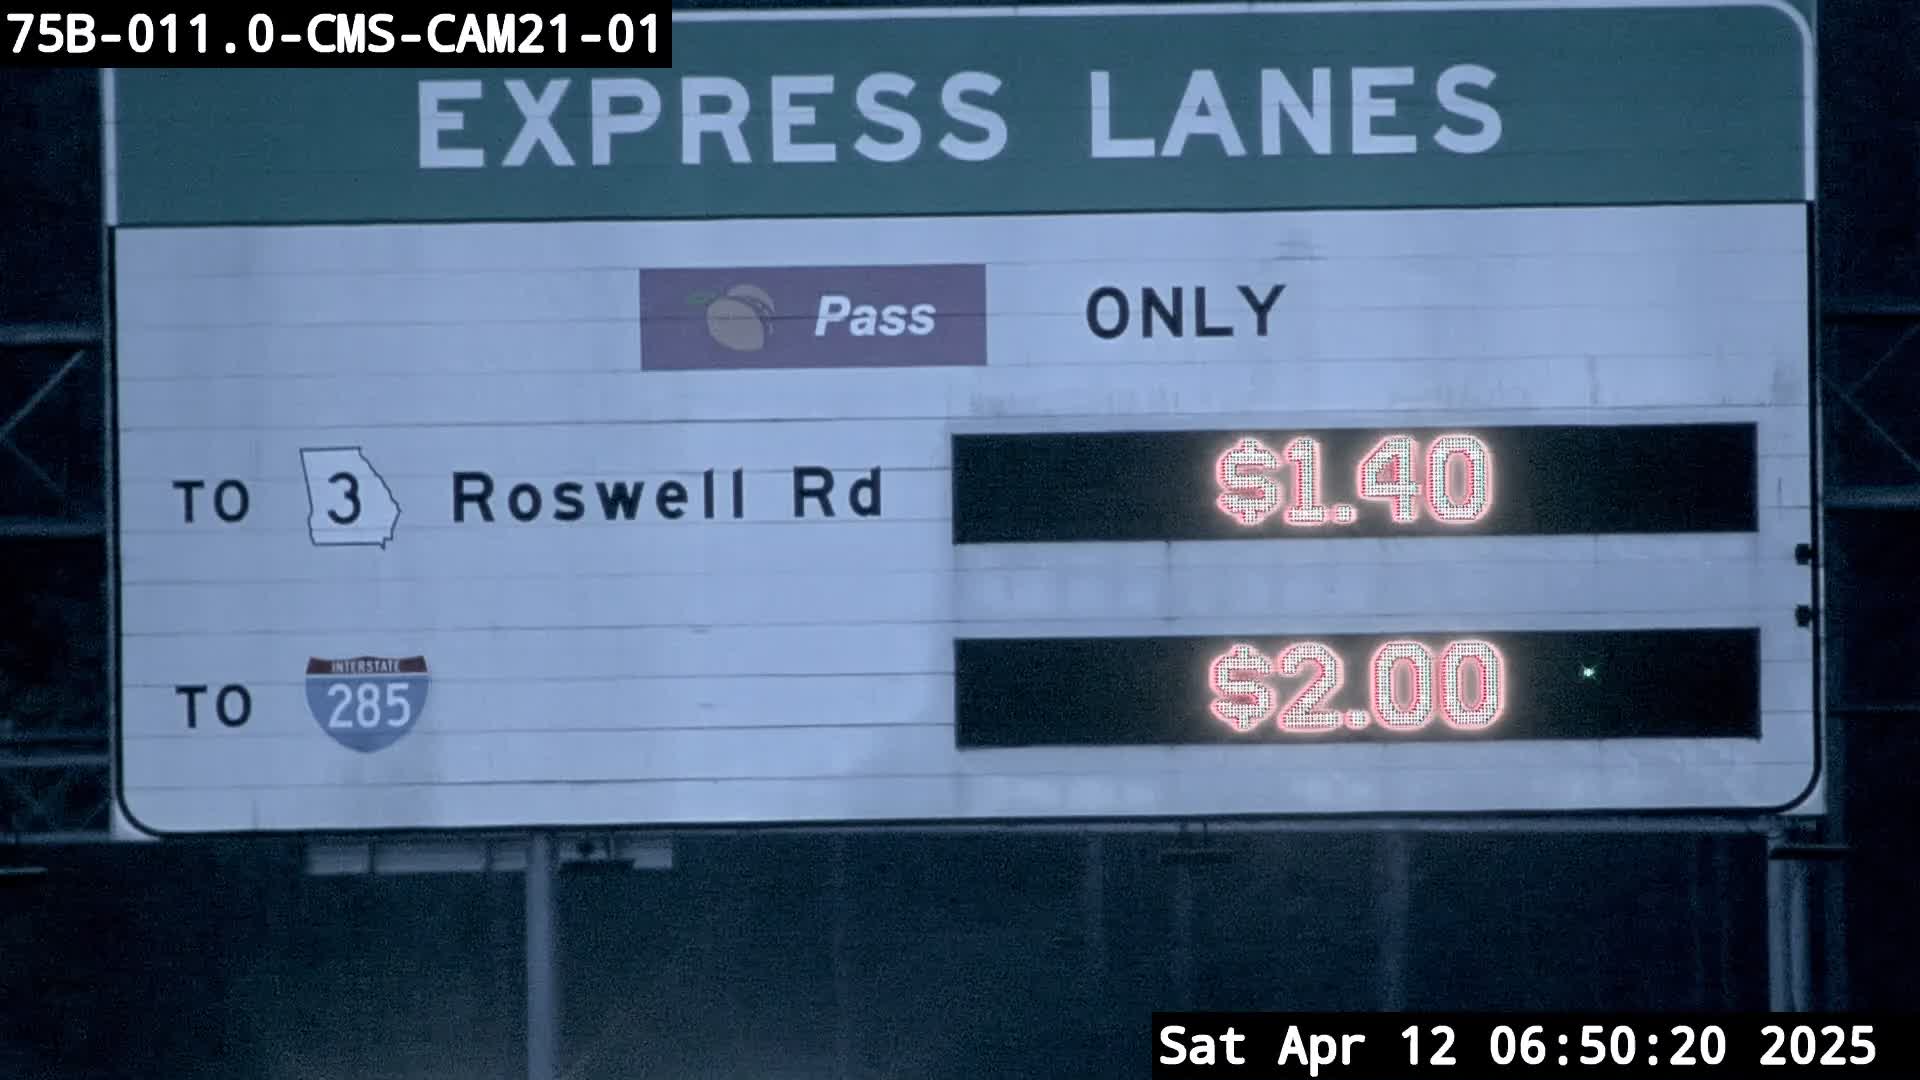 75B-011.0-CMS-CAM21-01
EXPRESS LANES
Pass ONLY
TO 3 Roswell Rd $1.40
TO INTERSTATE 285 $2.00
Sat Apr 12 06:50:20 2025